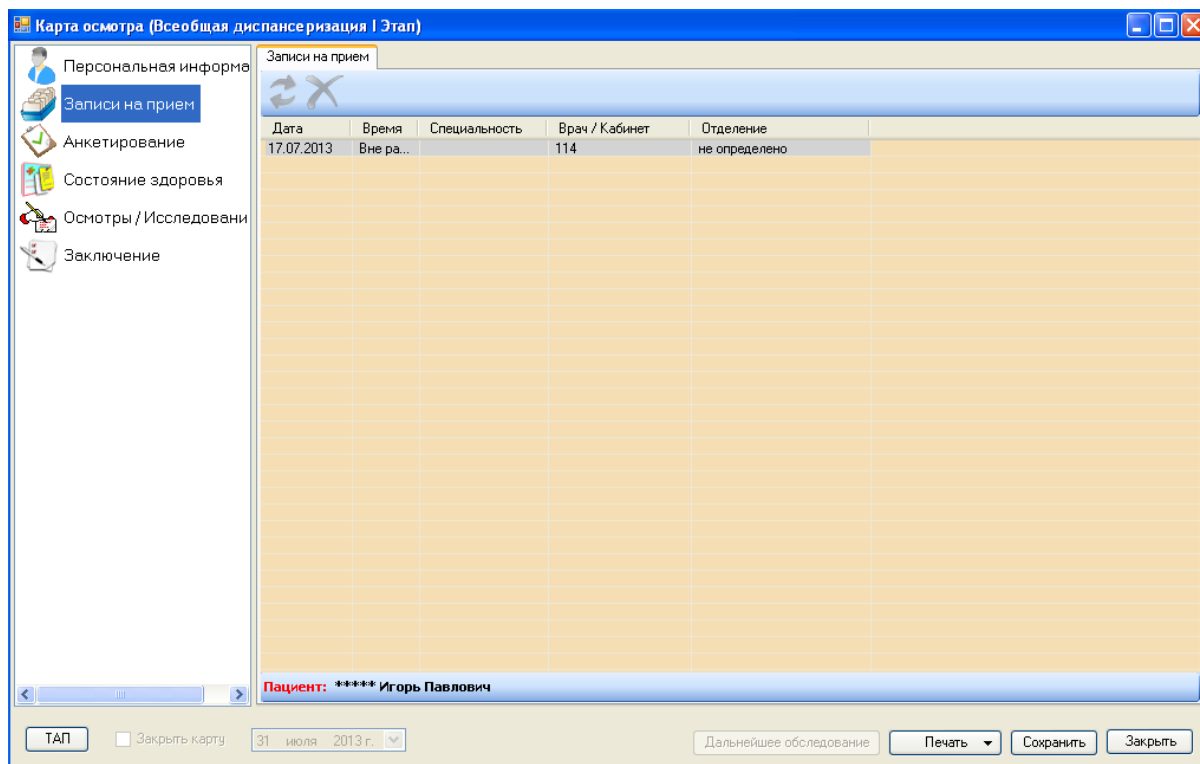 Карта осмотра (Всеобщая диспансеризация I Этап)
Персональная информа
Записи на прием
Анкетирование
Состояние здоровья
Осмотры / Исследовани
Заключение
Записи на прием
Дата Время Специальность Врач / Кабинет Отделение
17.07.2013 Вне ра... 114 не определено
Пациент: ***** Игорь Павлович
ТАП Закрыть карту 31 июля 2013 г. Дальнейшее обследование Печать Сохранить Закрыть